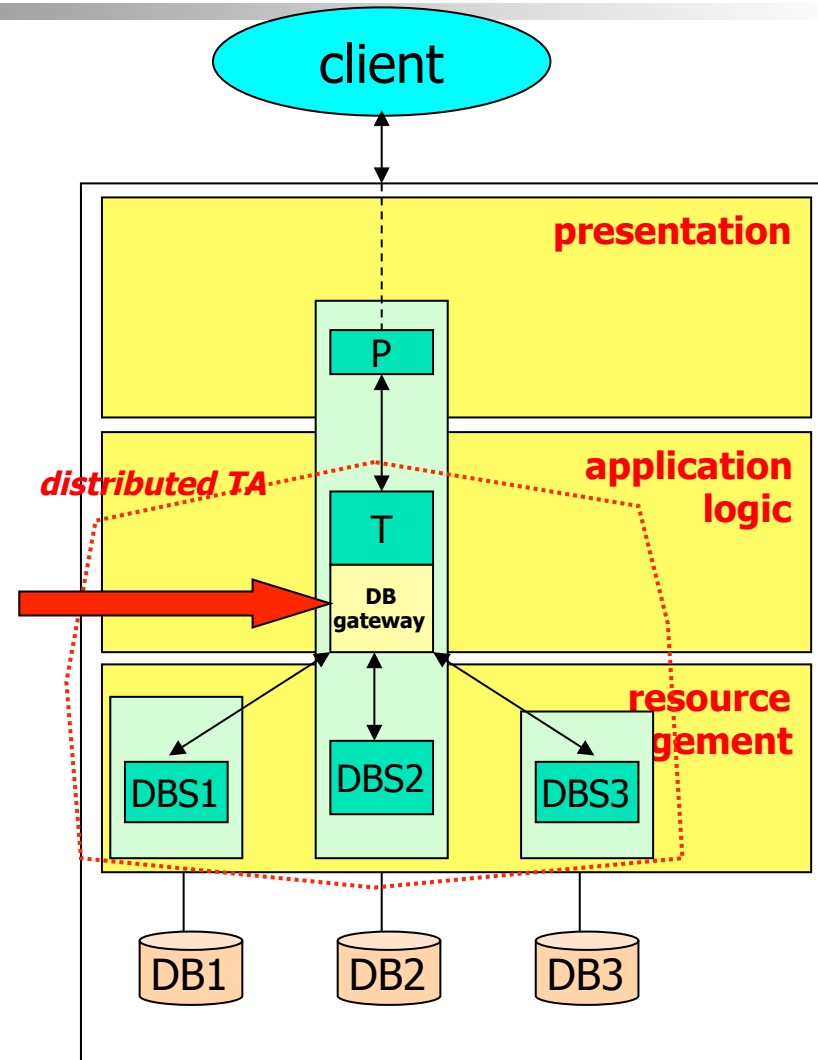 client
presentation
P
application
logic
distributed TA
T
DB
gateway
resource
gement
DBS1
DBS2
DBS3
DB1
DB2
DB3